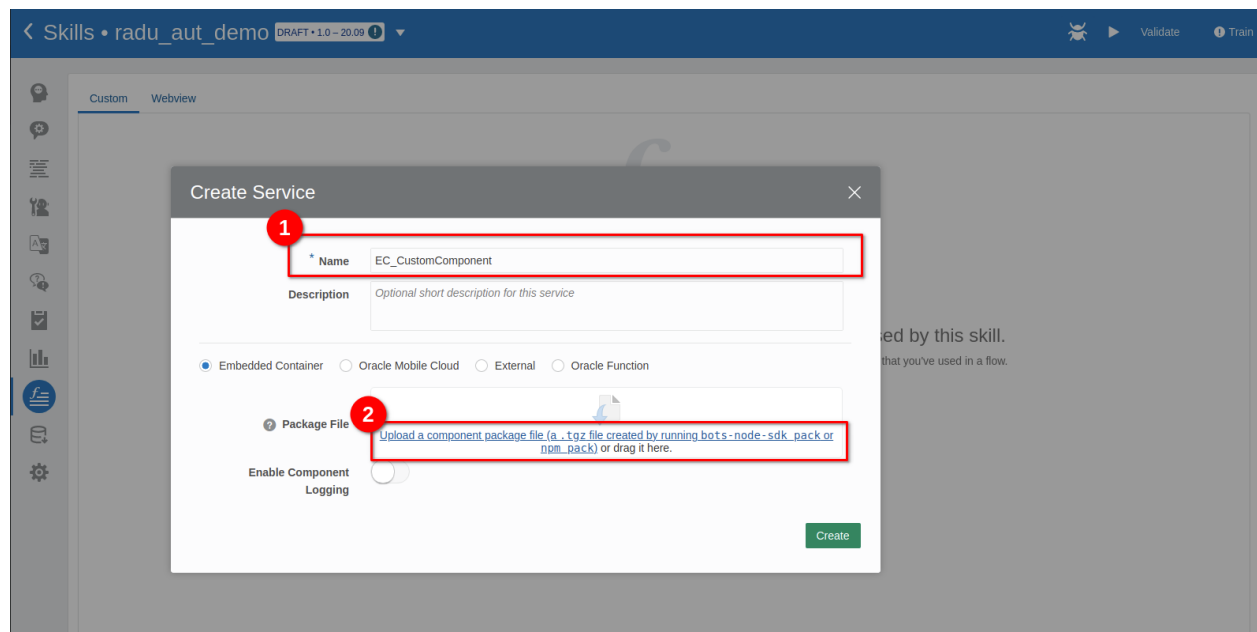 Skills • radu_aut_demo DRAFT • 1.0 – 20.09
Validate
Train
Custom Webview
Create Service
1
* Name EC_CustomComponent
Description Optional short description for this service
sed by this skill.
that you've used in a flow.
Embedded Container Oracle Mobile Cloud External Oracle Function
2
Package File
Upload a component package file (a .tgz file created by running bots-node-sdk pack or
npm pack) or drag it here.
Enable Component
Logging
Create